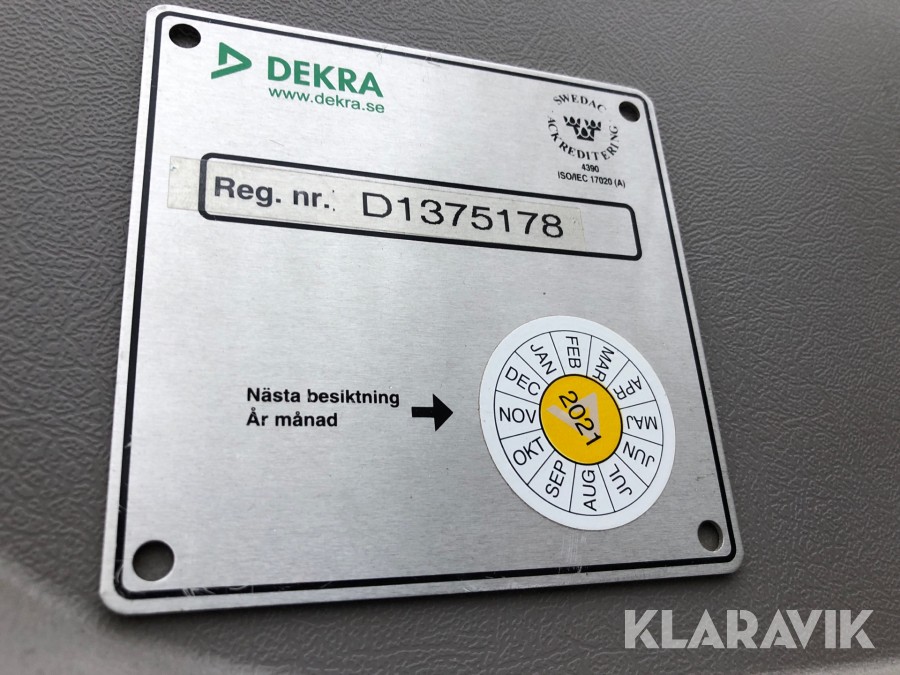 DEKRA
www.dekra.se
SWEDAC
ACKREDITERING
4390
ISO/IEC 17020 (A)
Reg. nr. D1375178
Nästa besiktning
År månad
JAN
FEB
MAR
APR
MAJ
JUN
JUL
AUG
SEP
OKT
NOV
DEC
2021
KLARAVIK